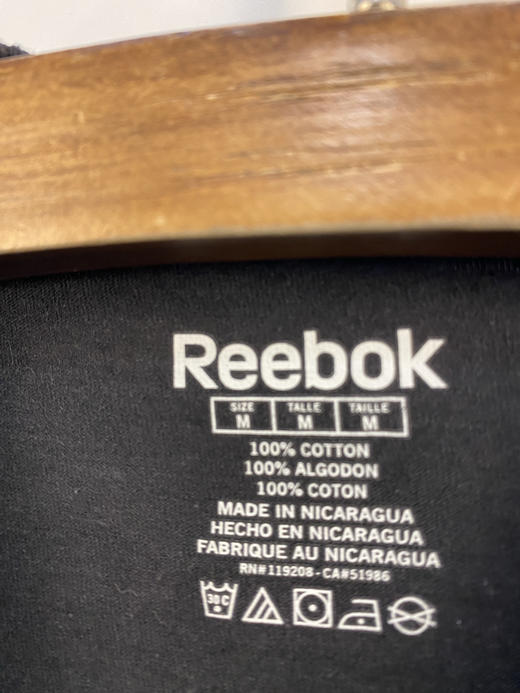 Reebok
SIZE TALLE TAILLE
M M M
100% COTTON
100% ALGODON
100% COTON
MADE IN NICARAGUA
HECHO EN NICARAGUA
FABRIQUE AU NICARAGUA
RN#119208-CA#51986
30C